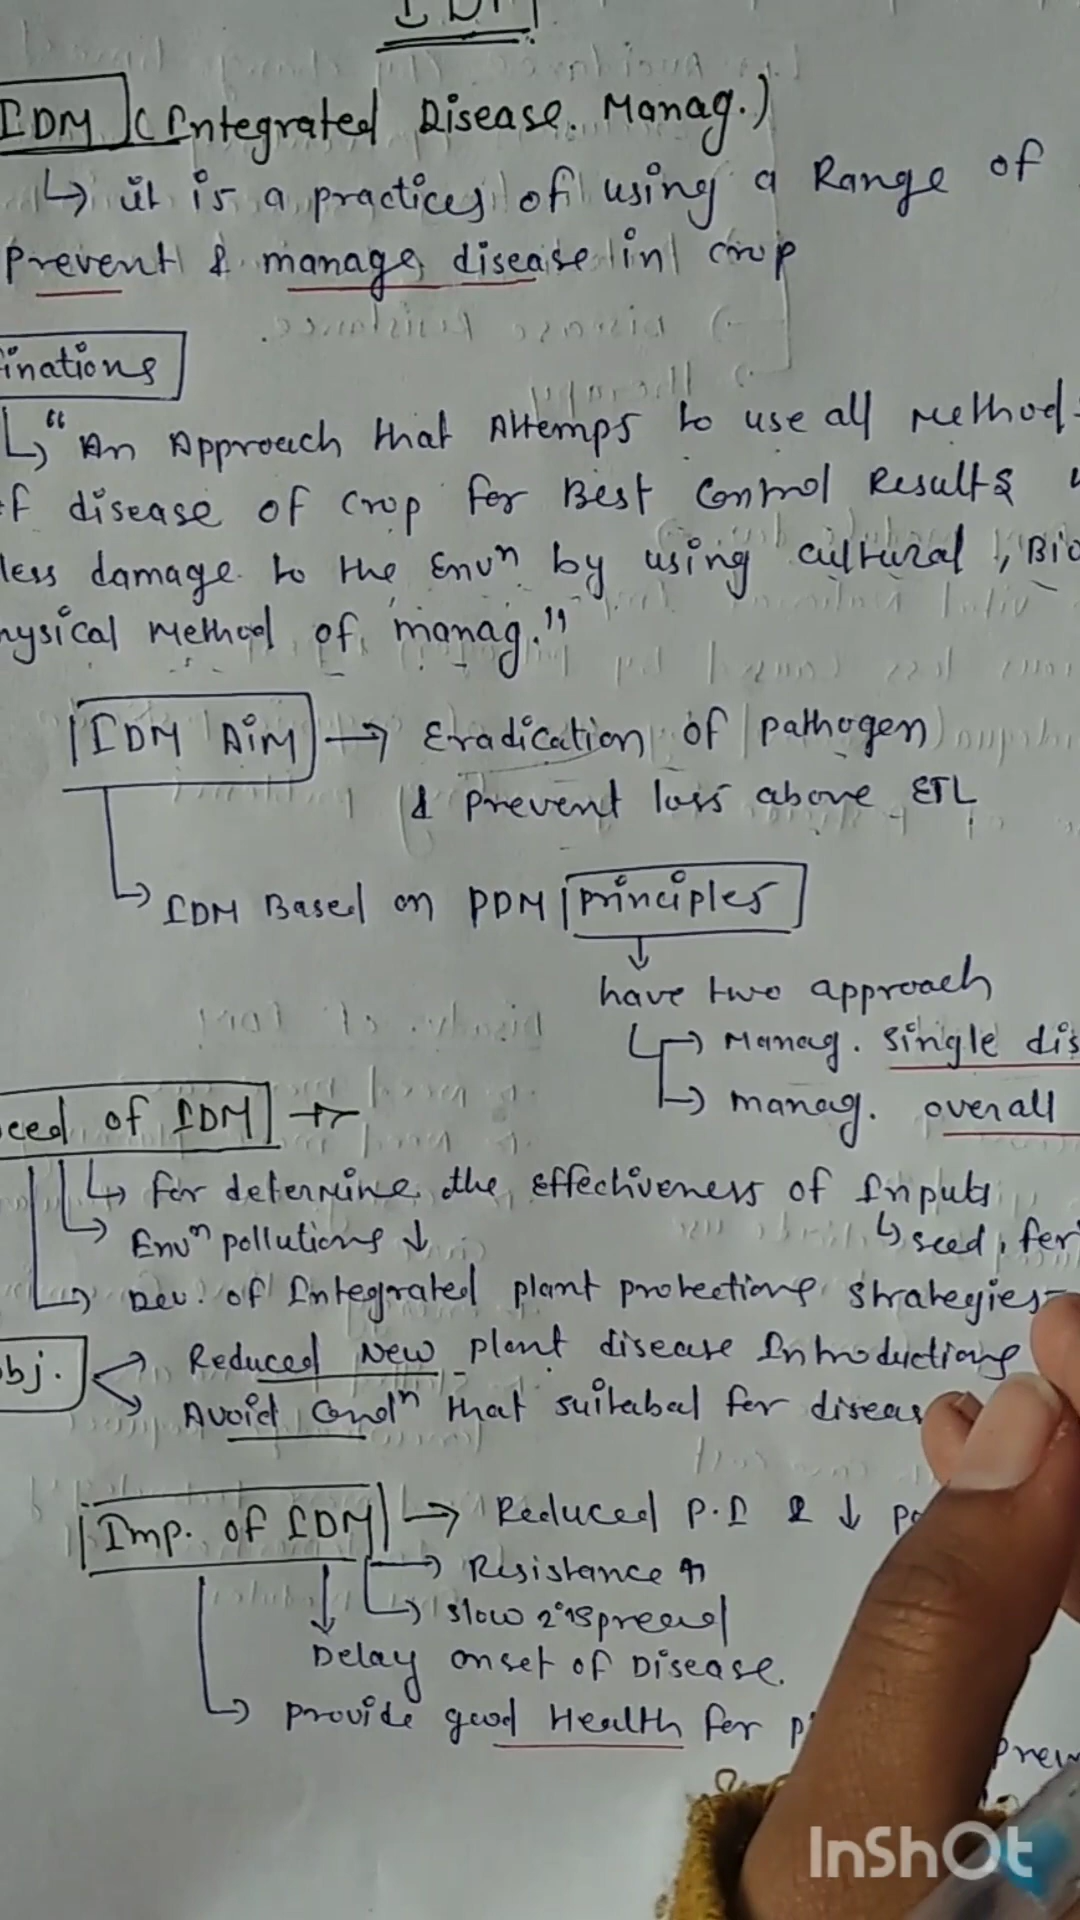 IDM
IDM (Integrated Disease. Manag.)
↳ it is a practices of using a Range of
prevent & manage disease in crop
inations
↳ "An Approach that Attemps to use all Method
f disease of crop for Best Control Results
less damage to the Envⁿ by using cultural, Bio
hysical Method of manag."
IDM AiM → Eradication of pathogen
& prevent loss above ETL
↳ IDM Based on PDM principles
↓
have two approach
↳ Manag. single dis
↳ manag. overall
eed of IDM →
↳ for determine the Effectiveness of Inputs
↳ Envⁿ pollutions ↓ ↳ seed, fer
↳ Dev. of Integrated plant protections strategies
obj. → Reduced New plant disease Introductions
→ Avoid Condⁿ that suitabal for diseas
Imp. of IDM → Reduced P.I & ↓ P
→ Resistance ↑
↳ slow 2° spread
↓
Delay onset of Disease.
↳ provide good Health for p
InShOt